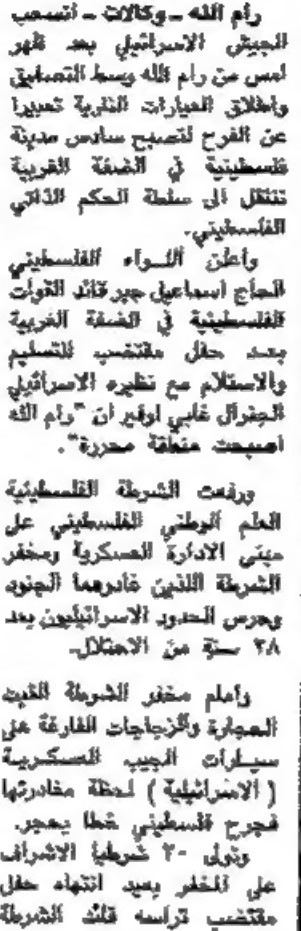 رام الله ـ وكالات ـ انسحب
الجيش الاسرائيلي بعد ظهر
امس من رام الله وسط التصفيق
واطلاق العيارات النارية تعبيرا
عن الفرح لتصبح سادس مدينة
فلسطينية في الضفة الغربية
تنتقل الى سلطة الحكم الذاتي
الفلسطيني.
وأعلن اللواء الفلسطيني
الحاج اسماعيل جبر قائد القوات
الفلسطينية في الضفة الغربية
بعد حفل مقتضب للتسليم
والاستلام مع نظيره الاسرائيلي
الجنرال غابي اوفير ان "رام الله
اصبحت منطقة محررة".
ورفعت الشرطة الفلسطينية
العلم الوطني الفلسطيني على
مبنى الادارة العسكرية ومخفر
الشرطة اللذين غادرهما الجنود
وحرس الحدود الاسرائيليون بعد
٢٨ سنة من الاحتلال.
وامام مخفر الشرطة القيت
الحجارة والزجاجات الفارغة على
سيارات الجيب العسكرية
( الاسرائيلية ) لحظة مغادرتها
فجرح فلسطيني خطا بحجر.
وتولى ٢٠ شرطيا الاشراف
على المخفر بعيد انتهاء حفل
مقتضب تراسه قائد الشرطة